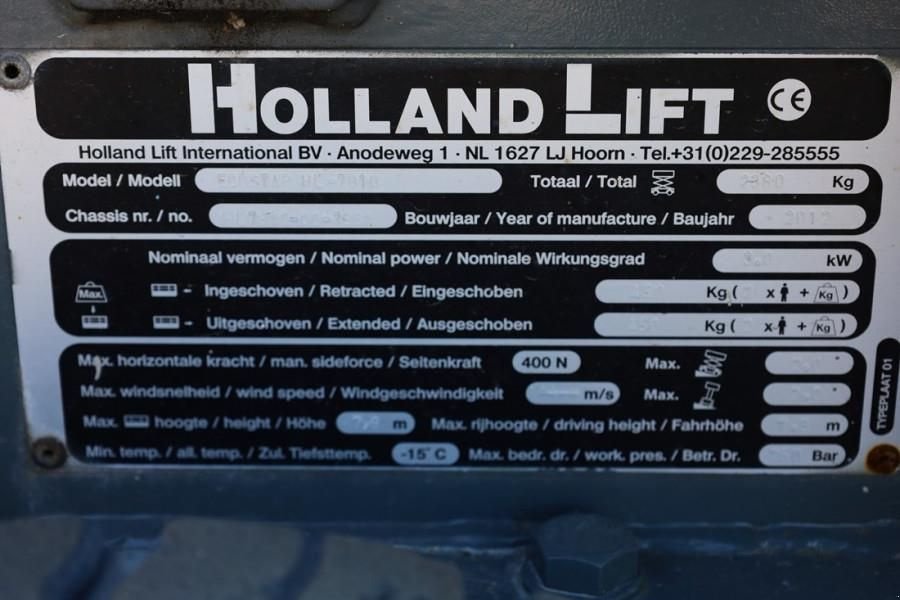 HOLLAND LIFT CE
Holland Lift International BV · Anodeweg 1 · NL 1627 LJ Hoorn · Tel.+31(0)229-285555
Model / Modell Totaal / Total Kg
Chassis nr. / no. Bouwjaar / Year of manufacture / Baujahr 2012
Nominaal vermogen / Nominal power / Nominale Wirkungsgrad kW
Max. Ingeschoven / Retracted / Eingeschoben Kg ( x + Kg )
Uitgeschoven / Extended / Ausgeschoben Kg ( x + Kg )
Max. horizontale kracht / man. sideforce / Seitenkraft 400 N Max.
Max. windsnelheid / wind speed / Windgeschwindigkeit m/s Max.
Max. hoogte / height / Höhe m Max. rijhoogte / driving height / Fahrhöhe m
Min. temp. / all. temp. / Zul. Tiefsttemp. -15°C Max. bedr. dr. / work. pres. / Betr. Dr. Bar
TYPEPLAAT 01